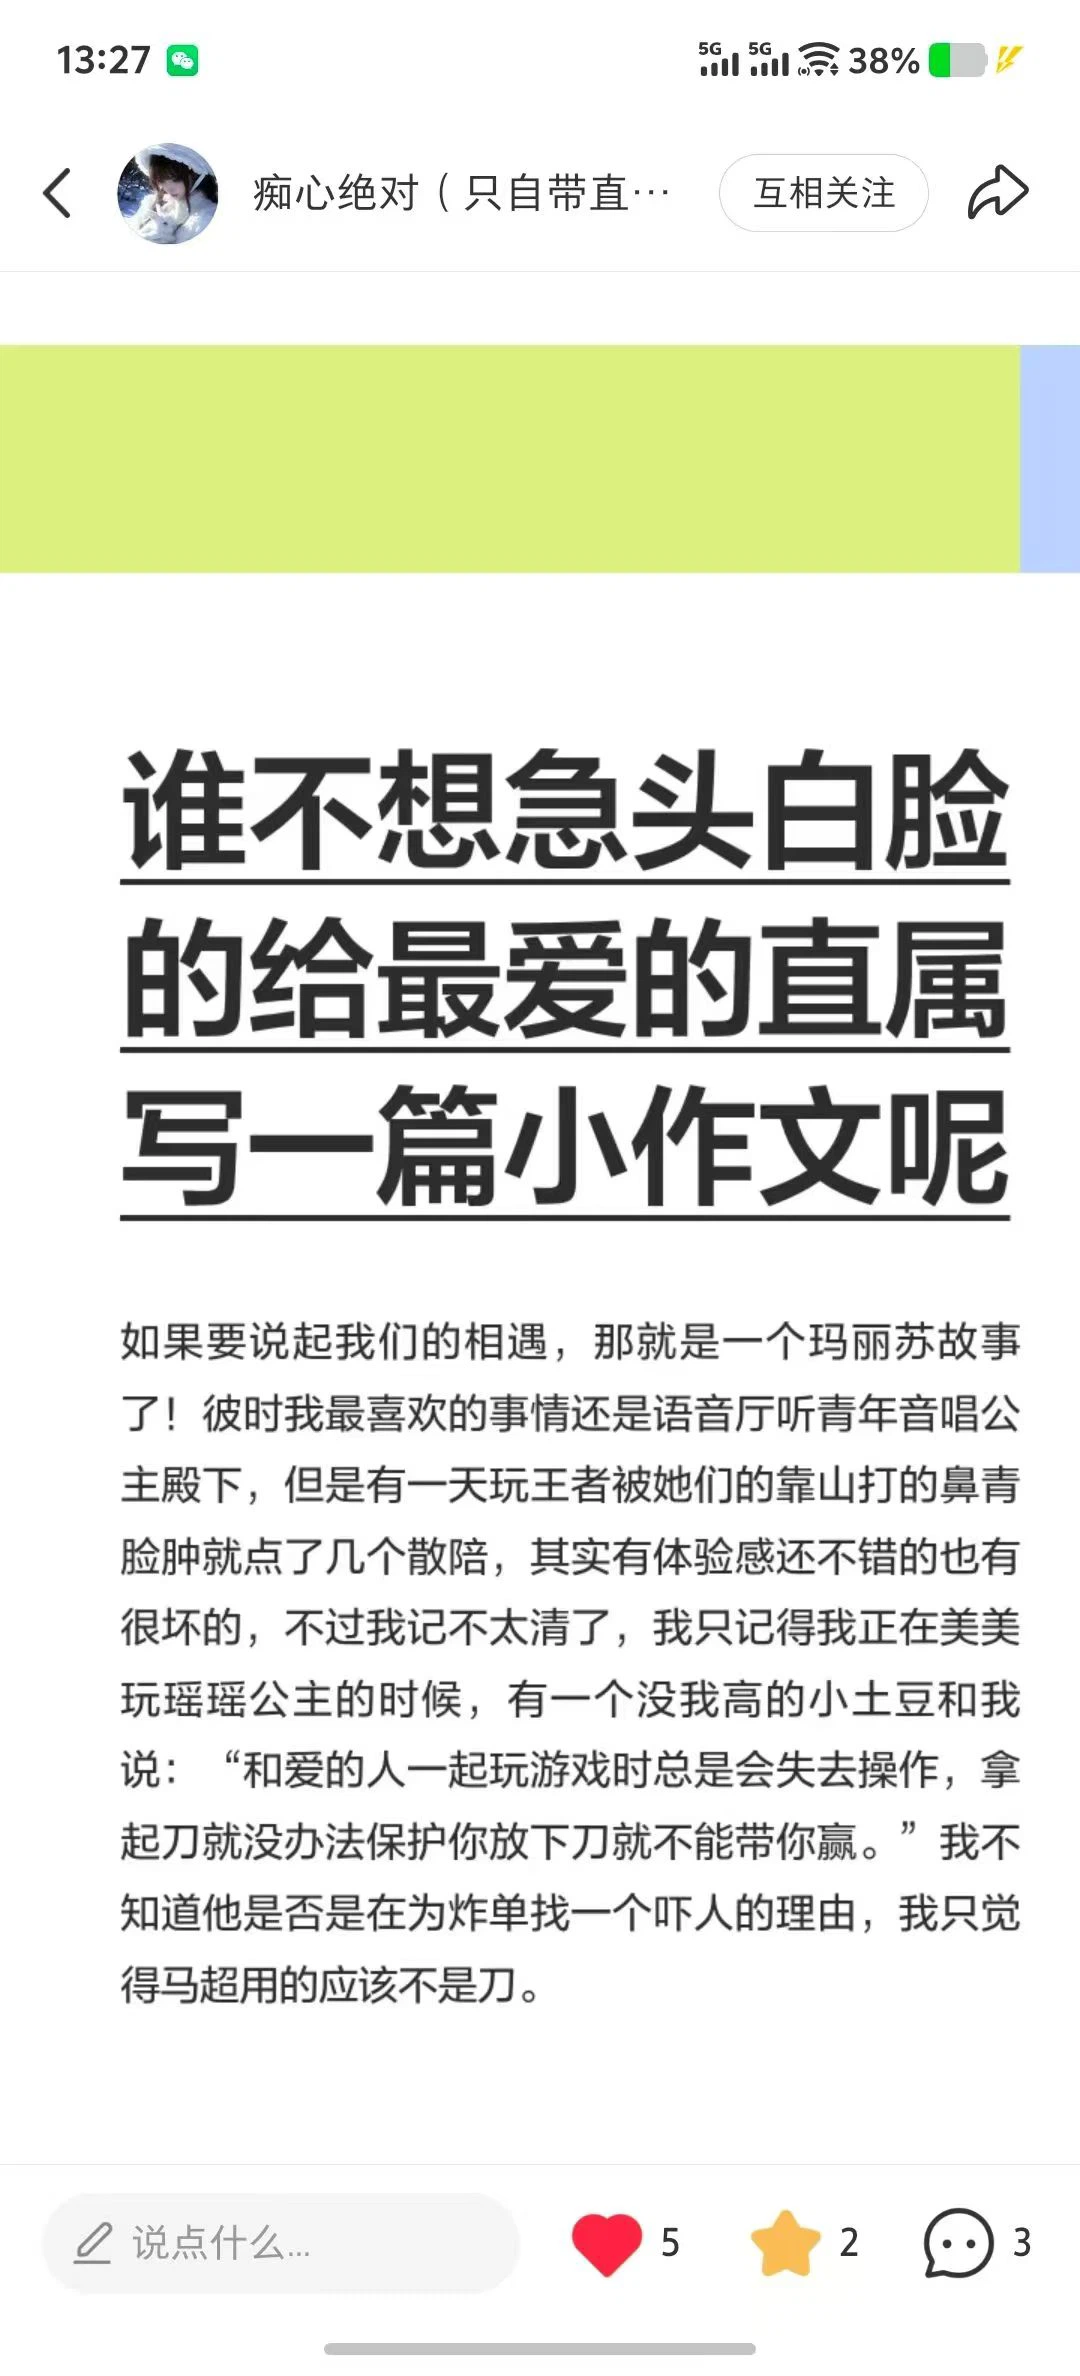 13:27
5G 5G 38%
痴心绝对（只自带直…
互相关注
谁不想急头白脸
的给最爱的直属
写一篇小作文呢
如果要说起我们的相遇，那就是一个玛丽苏故事
了！彼时我最喜欢的事情还是语音厅听青年音唱公
主殿下，但是有一天玩王者被她们的靠山打的鼻青
脸肿就点了几个散陪，其实有体验感还不错的也有
很坏的，不过我记不太清了，我只记得我正在美美
玩瑶瑶公主的时候，有一个没我高的小土豆和我
说：“和爱的人一起玩游戏时总是会失去操作，拿
起刀就没办法保护你放下刀就不能带你赢。”我不
知道他是否是在为炸单找一个吓人的理由，我只觉
得马超用的应该不是刀。
说点什么...
5
2
3